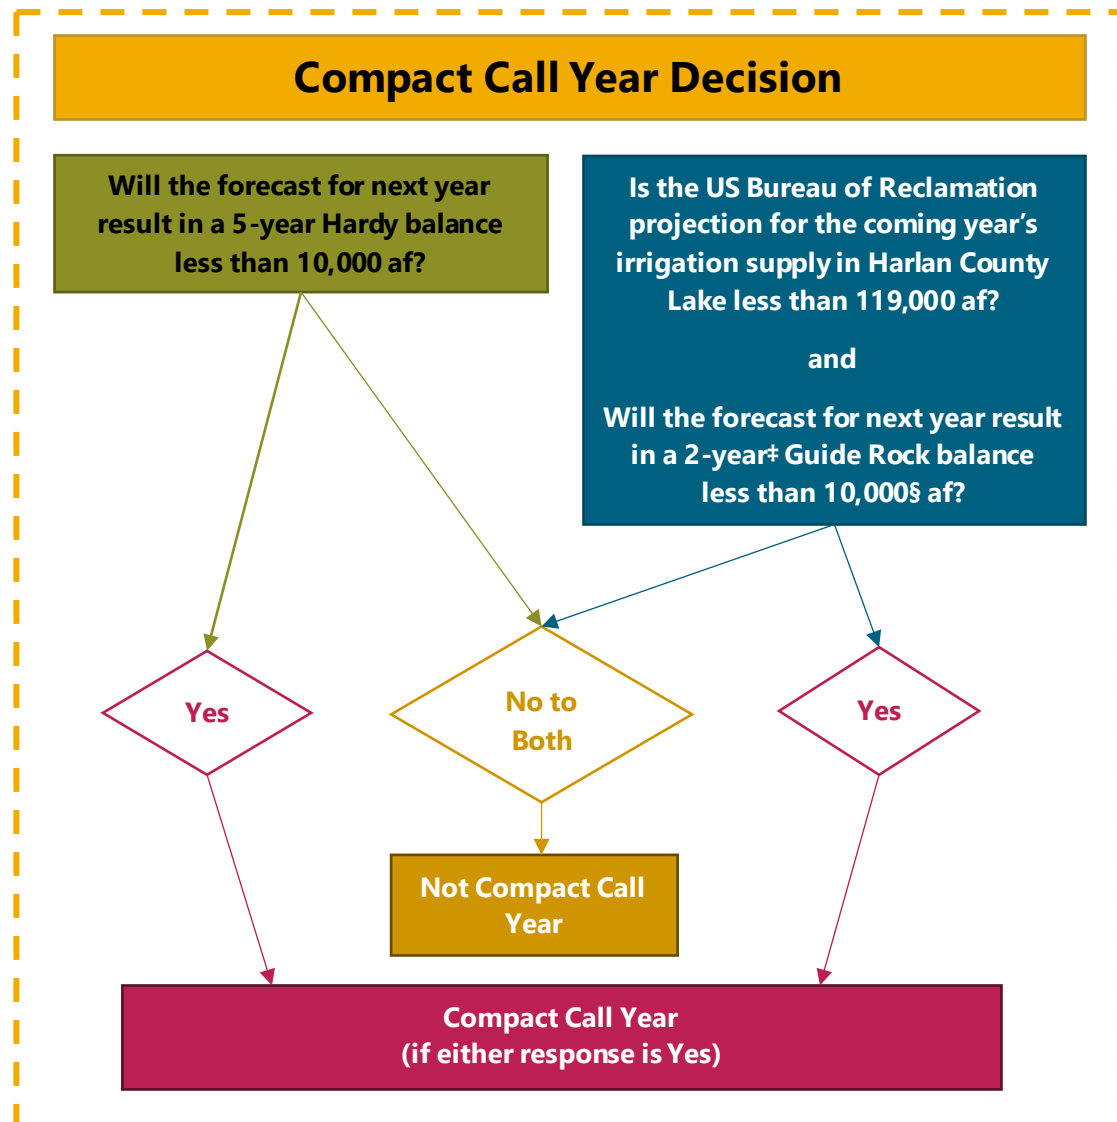 Compact Call Year Decision
Will the forecast for next year
result in a 5-year Hardy balance
less than 10,000 af?
Is the US Bureau of Reclamation
projection for the coming year’s
irrigation supply in Harlan County
Lake less than 119,000 af?
and
Will the forecast for next year result
in a 2-year‡ Guide Rock balance
less than 10,000§ af?
Yes
No to
Both
Yes
Not Compact Call
Year
Compact Call Year
(if either response is Yes)